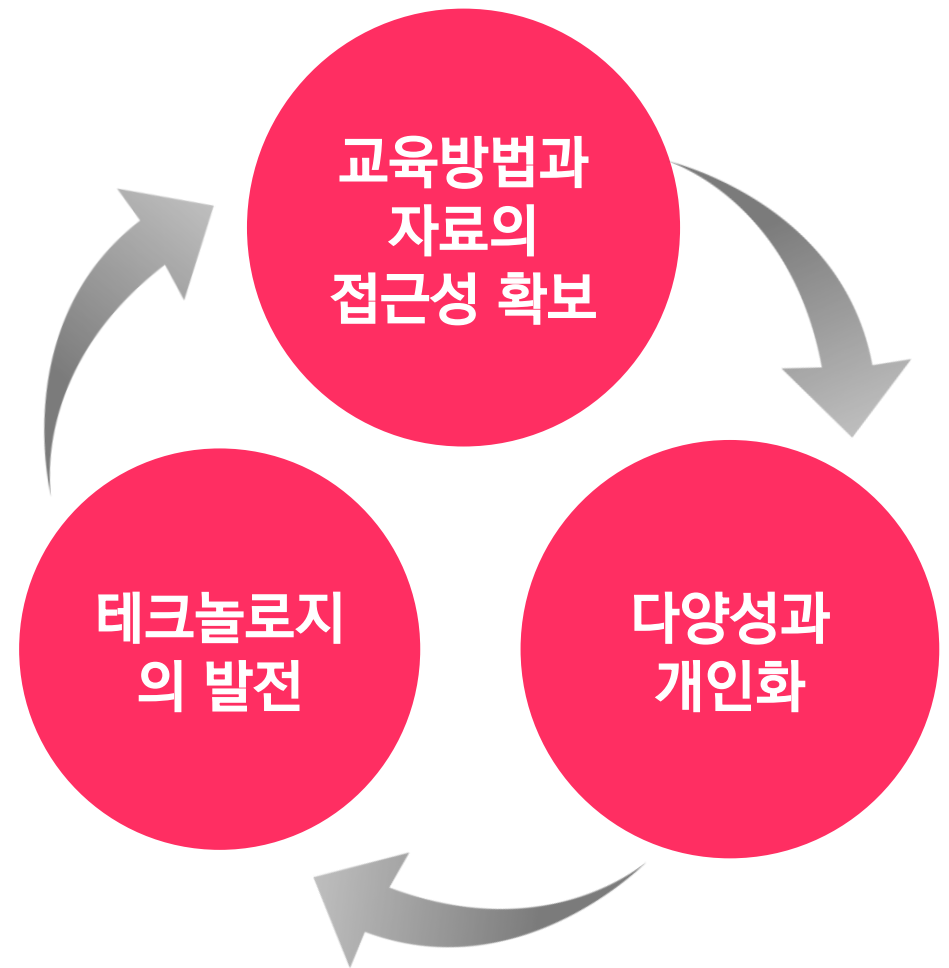 교육방법과
자료의
접근성 확보
테크놀로지
의 발전
다양성과
개인화